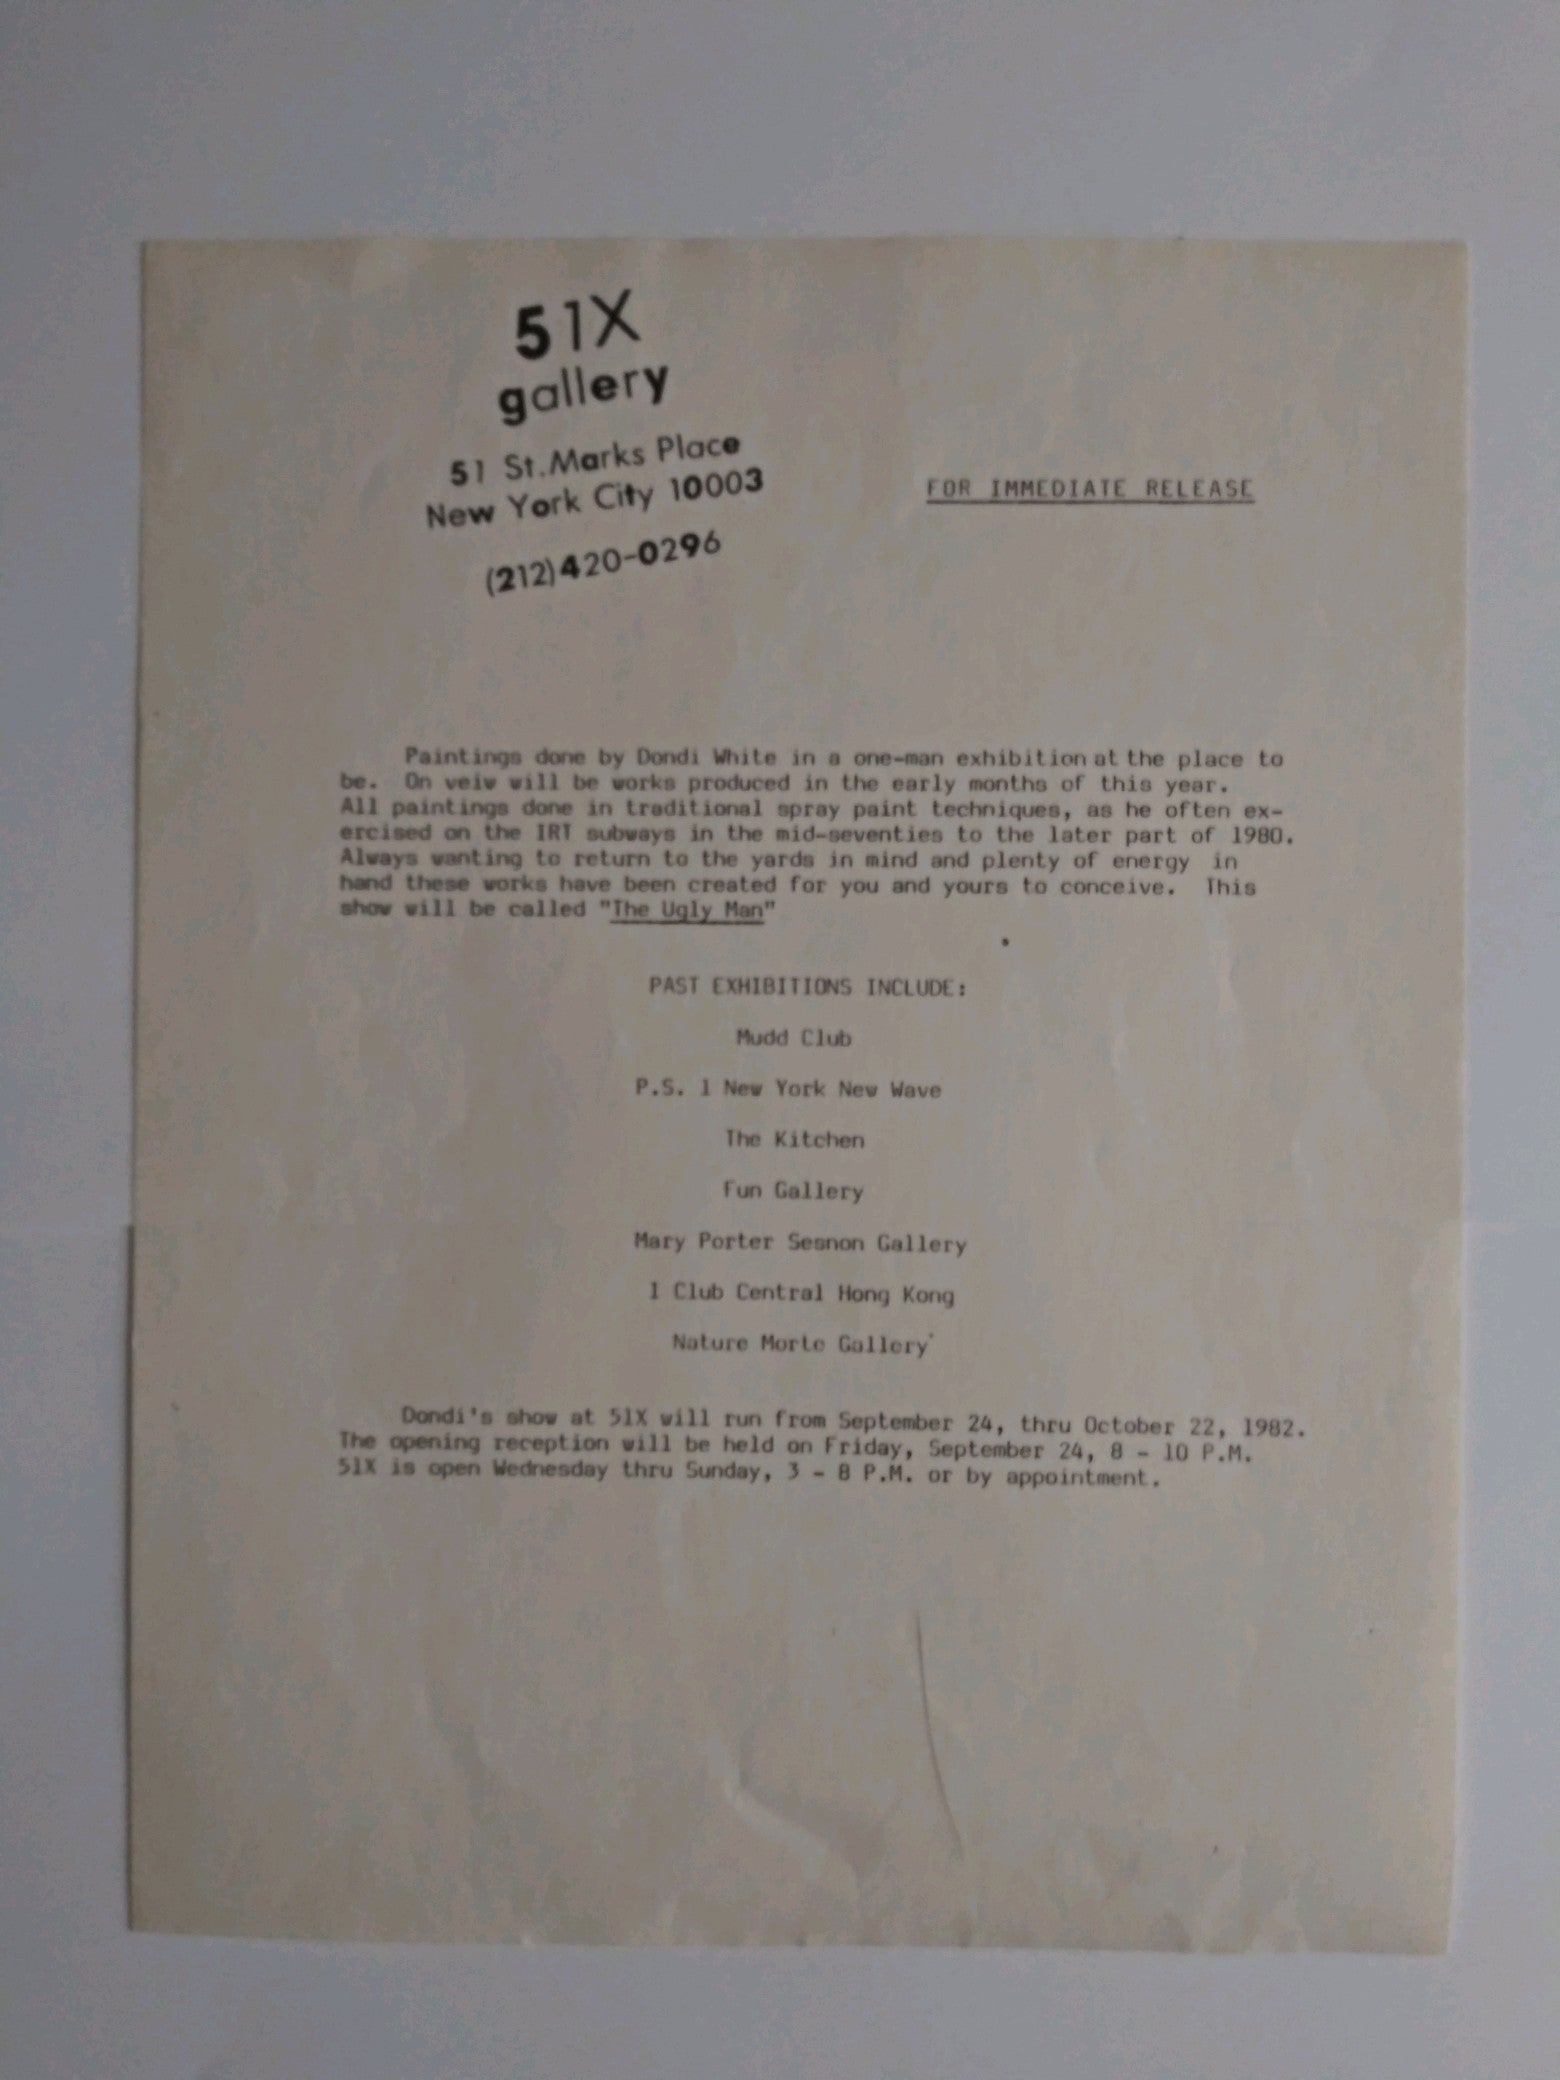 51X
gallery
51 St. Marks Place
New York City 10003
(212)420-0296
FOR IMMEDIATE RELEASE
Paintings done by Dondi White in a one-man exhibition at the place to
be. On veiw will be works produced in the early months of this year.
All paintings done in traditional spray paint techniques, as he often ex-
ercised on the IRT subways in the mid-seventies to the later part of 1980.
Always wanting to return to the yards in mind and plenty of energy in
hand these works have been created for you and yours to conceive. This
show will be called "The Ugly Man"
PAST EXHIBITIONS INCLUDE:
Mudd Club
P.S. 1 New York New Wave
The Kitchen
Fun Gallery
Mary Porter Sesnon Gallery
1 Club Central Hong Kong
Nature Morte Gallery
Dondi's show at 51X will run from September 24, thru October 22, 1982.
The opening reception will be held on Friday, September 24, 8 - 10 P.M.
51X is open Wednesday thru Sunday, 3 - 8 P.M. or by appointment.